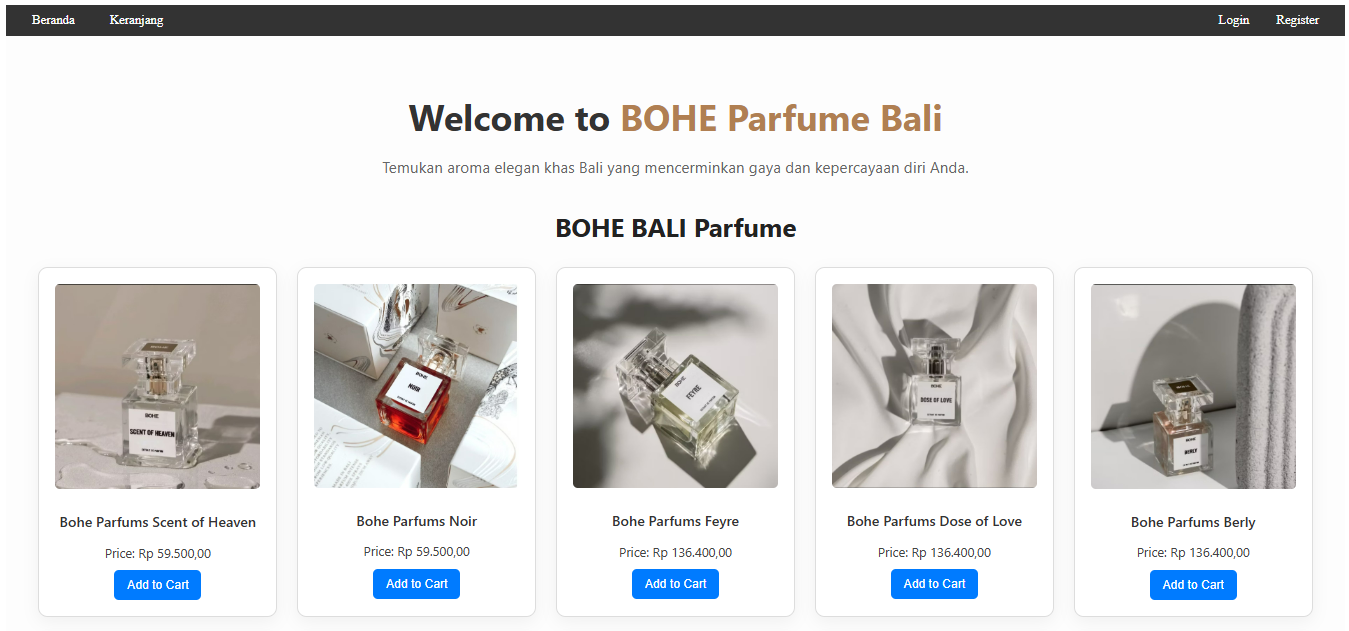 Beranda Keranjang Login Register
Welcome to BOHE Parfume Bali
Temukan aroma elegan khas Bali yang mencerminkan gaya dan kepercayaan diri Anda.
BOHE BALI Parfume
BOHE
SCENT OF HEAVEN
BOHE
NOIR
BOHE
FEYRE
BOHE
DOSE OF LOVE
BOHE
BERLY
Bohe Parfums Scent of Heaven
Price: Rp 59.500,00
Add to Cart
Bohe Parfums Noir
Price: Rp 59.500,00
Add to Cart
Bohe Parfums Feyre
Price: Rp 136.400,00
Add to Cart
Bohe Parfums Dose of Love
Price: Rp 136.400,00
Add to Cart
Bohe Parfums Berly
Price: Rp 136.400,00
Add to Cart